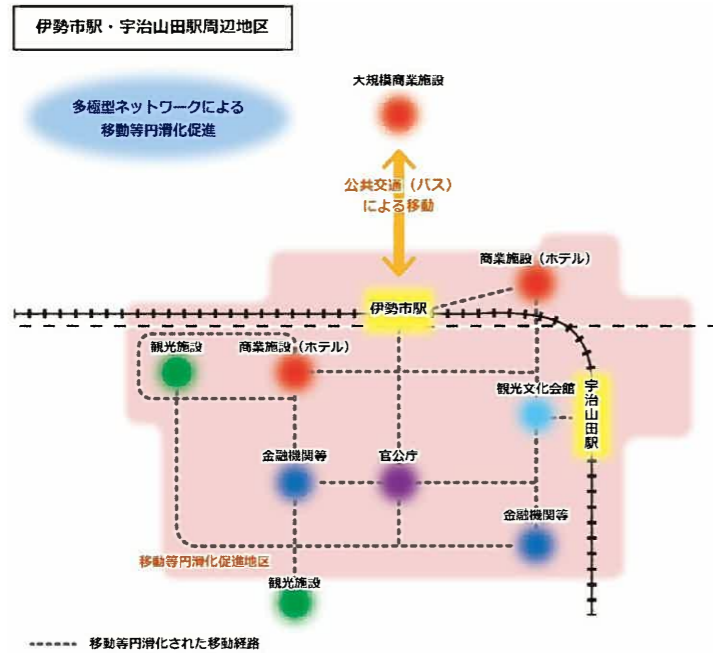 伊勢市駅・宇治山田駅周辺地区
大規模商業施設
多極型ネットワークによる
移動等円滑化促進
公共交通（バス）
による移動
商業施設（ホテル）
伊勢市駅
観光施設
商業施設（ホテル）
観光文化会館
宇治山田駅
金融機関等
官公庁
金融機関等
移動等円滑化促進地区
観光施設
移動等円滑化された移動経路